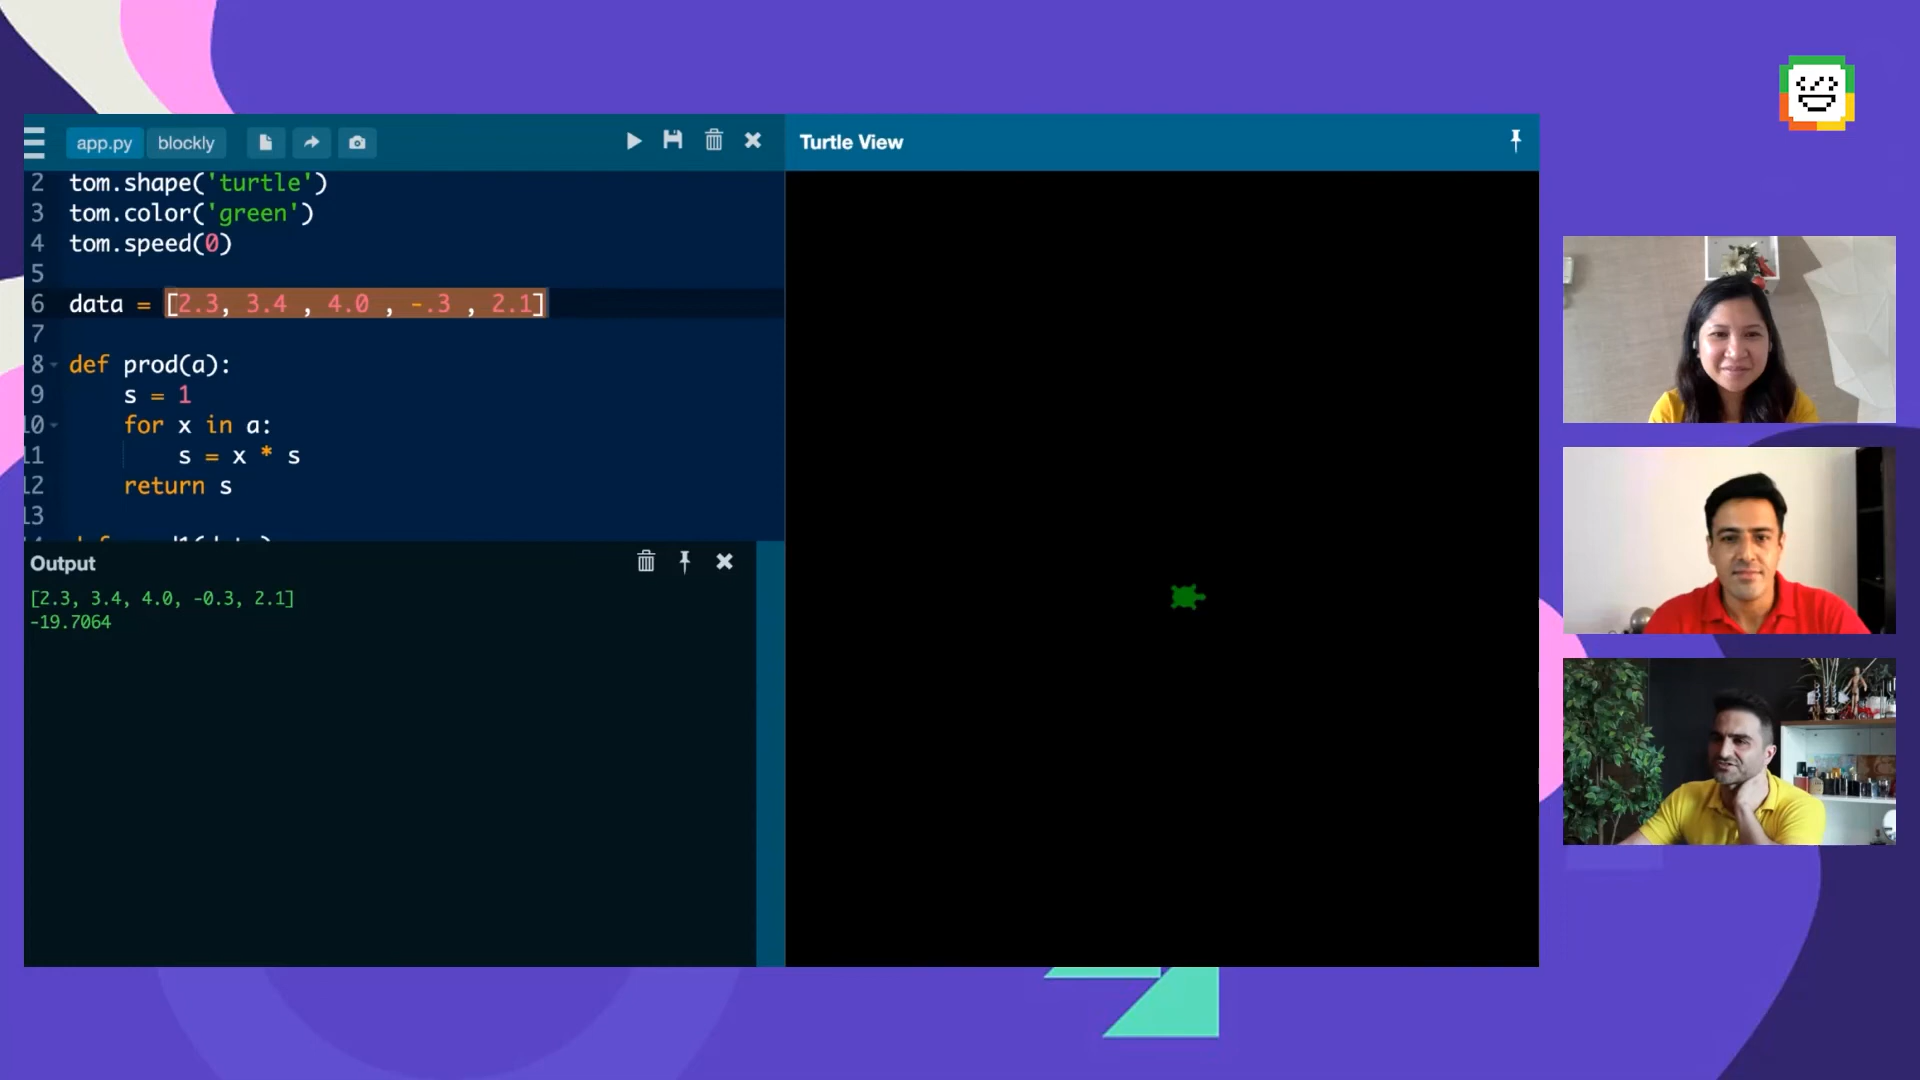 app.py blockly
Turtle View
2 tom.shape('turtle')
3 tom.color('green')
4 tom.speed(0)
5
6 data = [2.3, 3.4 , 4.0 , -.3 , 2.1]
7
8 def prod(a):
9 s = 1
10 for x in a:
11 s = x * s
12 return s
13
Output
[2.3, 3.4, 4.0, -0.3, 2.1]
-19.7064